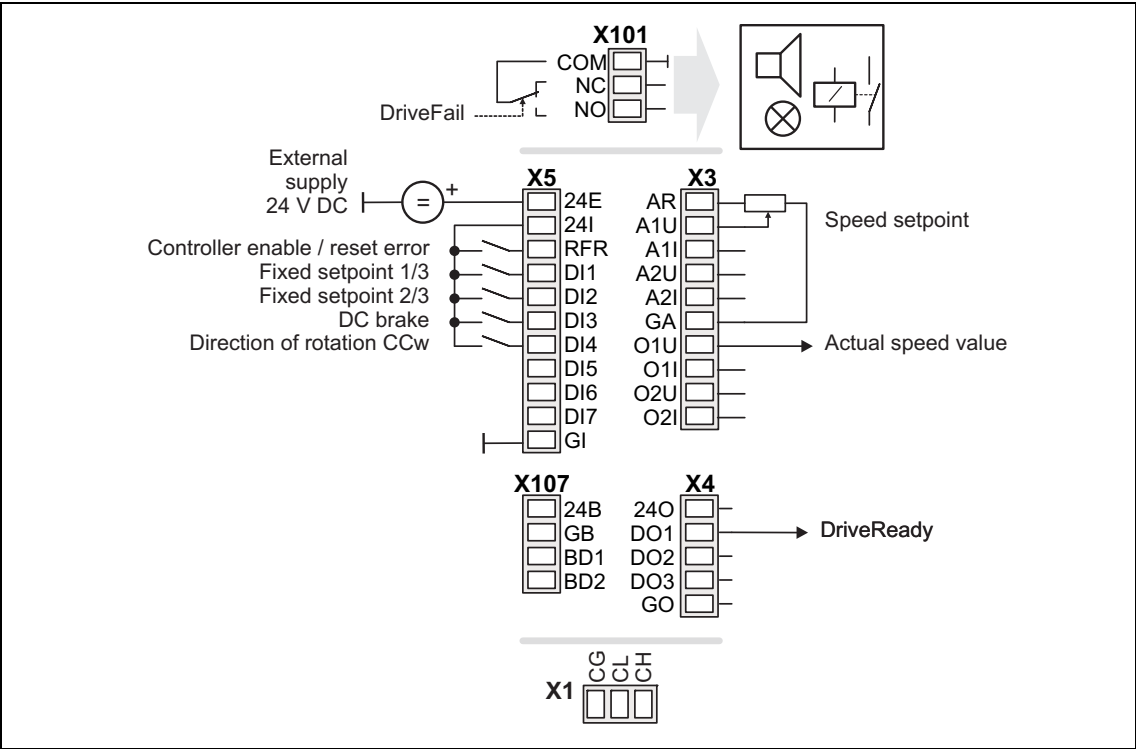 X101
COM
NC
NO
DriveFail
External
supply
24 V DC
=
+
X5
24E
24I
RFR
DI1
DI2
DI3
DI4
DI5
DI6
DI7
GI
Controller enable / reset error
Fixed setpoint 1/3
Fixed setpoint 2/3
DC brake
Direction of rotation CCw
X3
AR
A1U
A1I
A2U
A2I
GA
O1U
O1I
O2U
O2I
Speed setpoint
Actual speed value
X107
24B
GB
BD1
BD2
X4
24O
DO1
DO2
DO3
GO
DriveReady
X1
CG
CL
CH